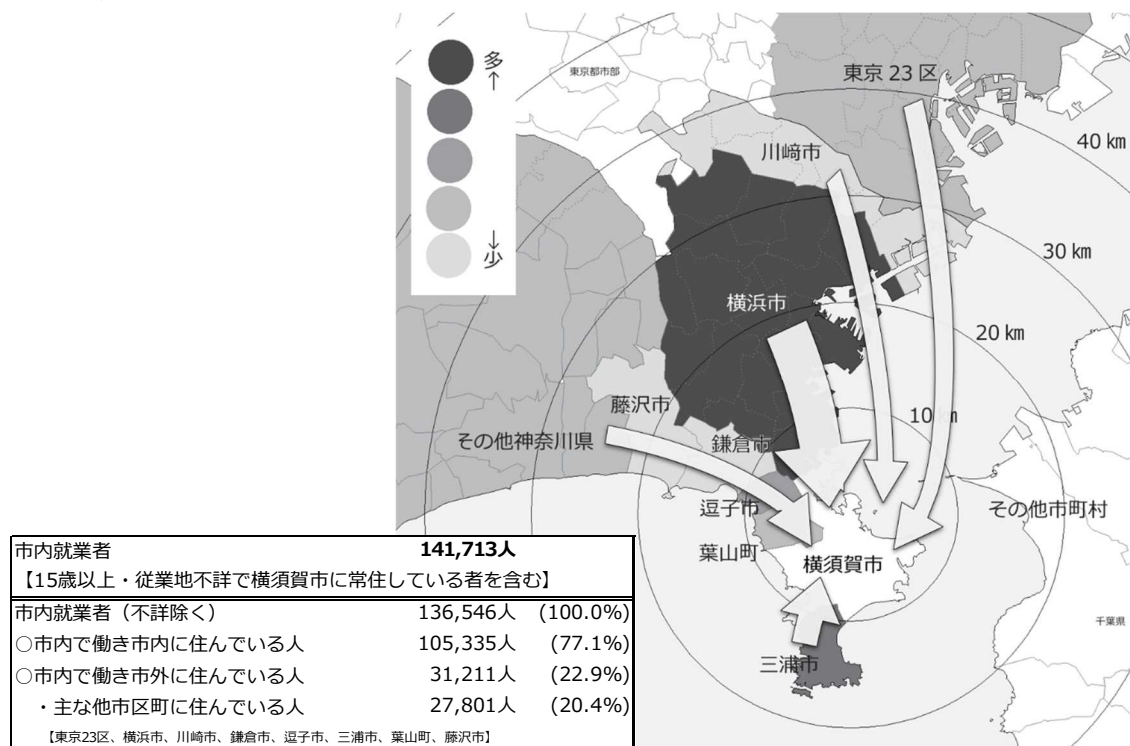 多
↑
↓
少
東京都市部
東京 23 区
川﨑市
40 ㎞
30 ㎞
横浜市
20 ㎞
藤沢市
10 ㎞
その他神奈川県
鎌倉市
逗子市
その他市町村
葉山町
横須賀市
千葉県
三浦市
市内就業者 141,713人
【15歳以上・従業地不詳で横須賀市に常住している者を含む】
市内就業者（不詳除く） 136,546人 (100.0%)
○市内で働き市内に住んでいる人 105,335人 (77.1%)
○市内で働き市外に住んでいる人 31,211人 (22.9%)
・主な他市区町に住んでいる人 27,801人 (20.4%)
【東京23区、横浜市、川崎市、鎌倉市、逗子市、三浦市、葉山町、藤沢市】